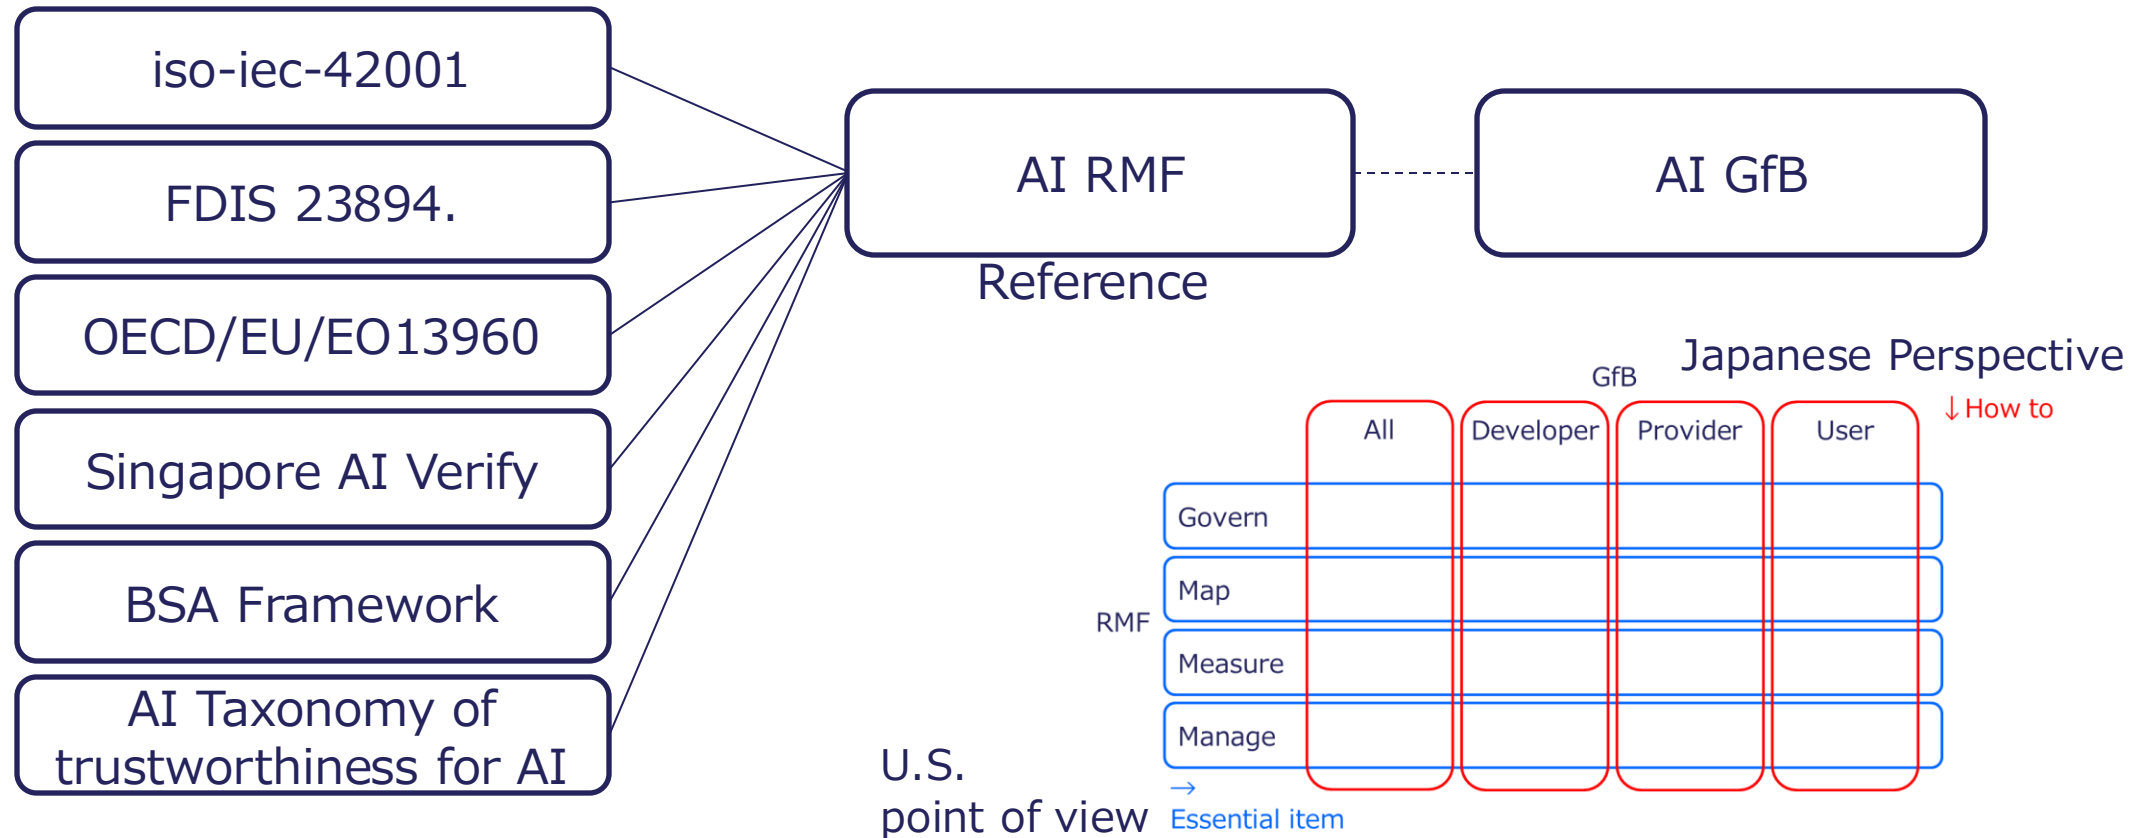 iso-iec-42001
FDIS 23894.
OECD/EU/EO13960
Singapore AI Verify
BSA Framework
AI Taxonomy of
trustworthiness for AI
AI RMF
Reference
AI GfB
Japanese Perspective
GfB
↓How to
All
Developer
Provider
User
RMF
Govern
Map
Measure
Manage
U.S.
point of view
→
Essential item